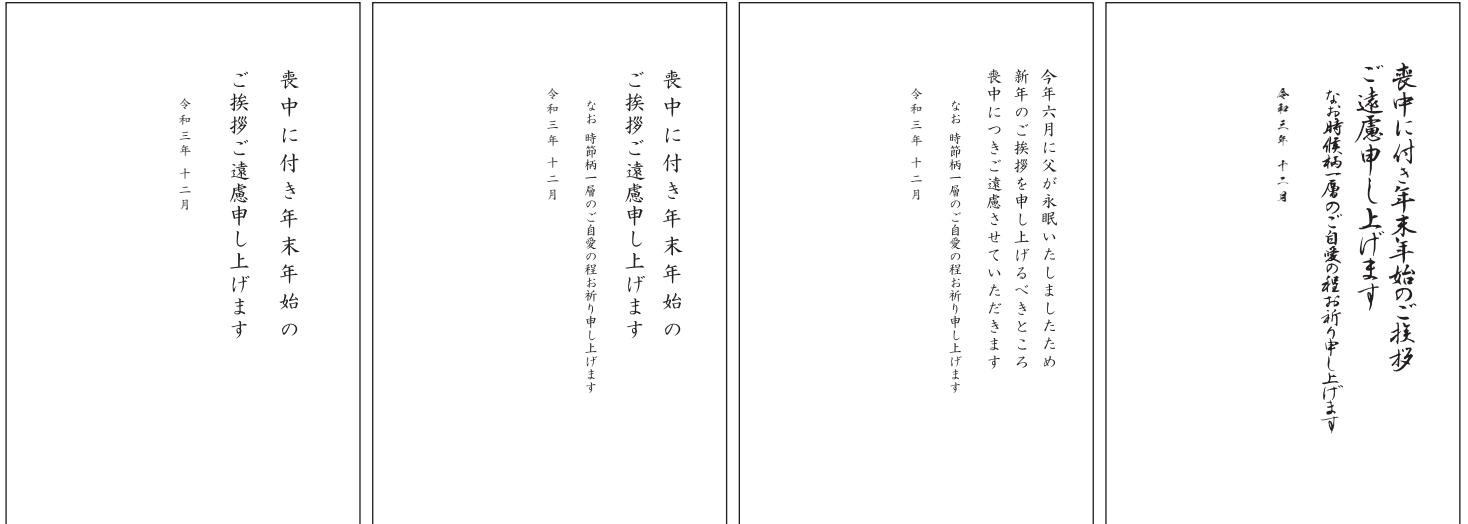 喪中に付き年末年始の
ご挨拶ご遠慮申し上げます
令和三年 十二月
喪中に付き年末年始の
ご挨拶ご遠慮申し上げます
なお 時節柄一層のご自愛の程お祈り申し上げます
令和三年 十二月
今年六月に父が永眠いたしましたため
新年のご挨拶を申し上げるべきところ
喪中につきご遠慮させていただきます
なお 時節柄一層のご自愛の程お祈り申し上げます
令和三年 十二月
喪中に付き年末年始のご挨拶
ご遠慮申し上げます
なお時候柄一層のご自愛の程お祈り申し上げます
令和三年 十二月